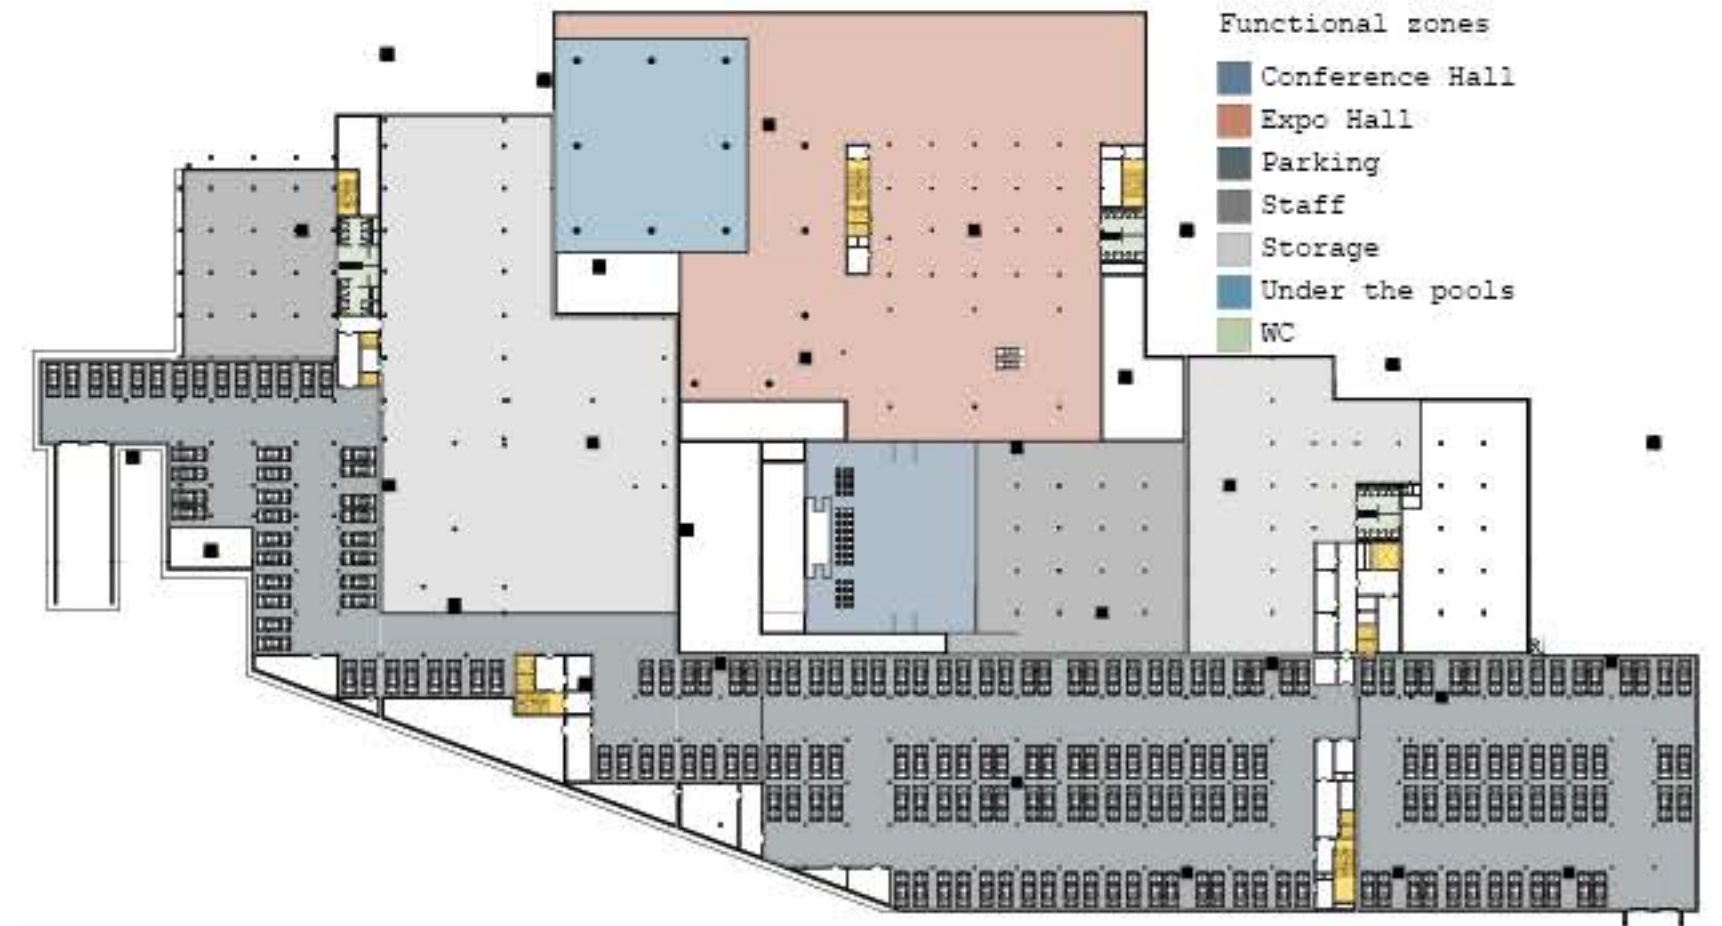 Functional zones
Conference Hall
Expo Hall
Parking
Staff
Storage
Under the pools
WC